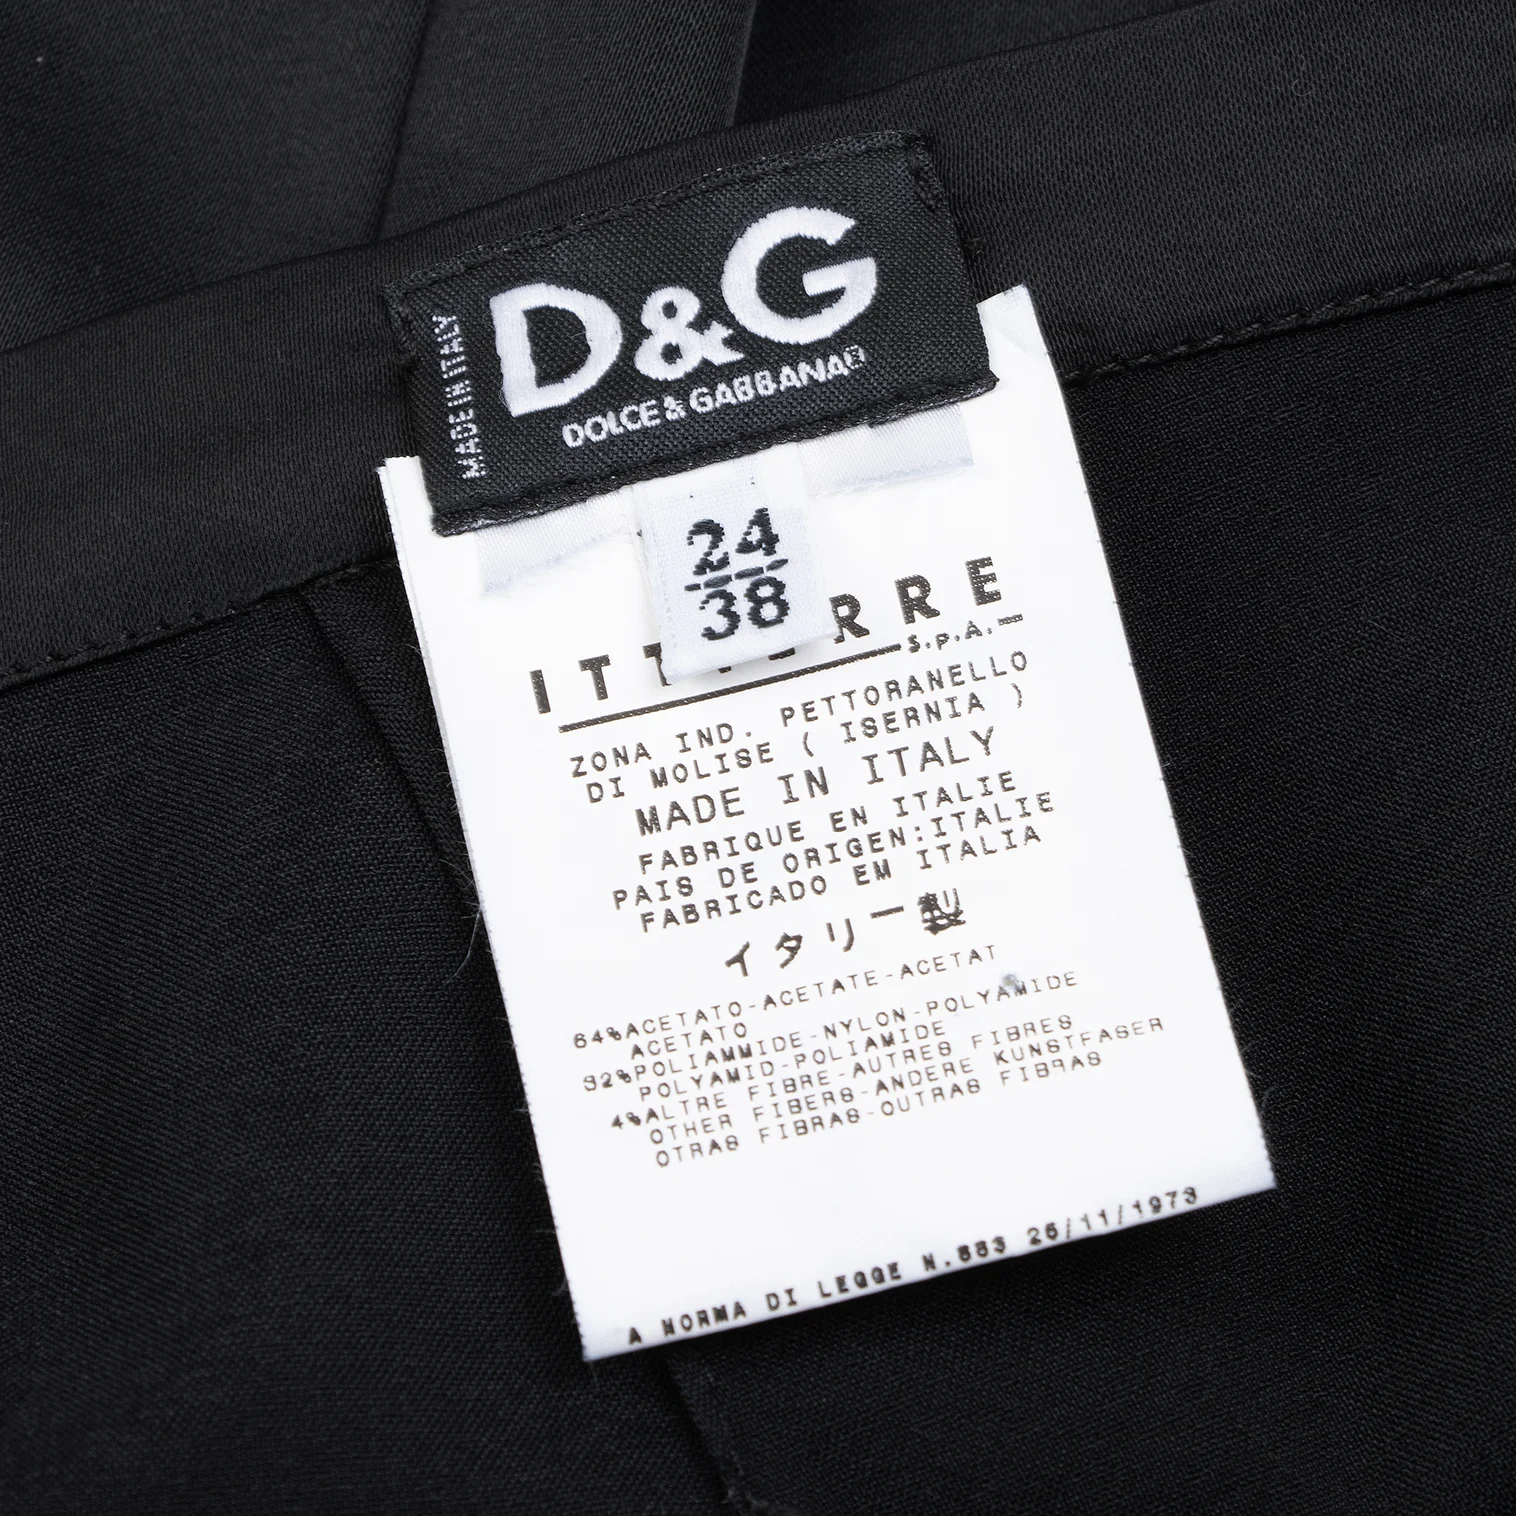 MADE IN ITALY
D&G
DOLCE & GABBANA®
24
38
S.p.A.
ZONA IND. PETTORANELLO
DI MOLISE ( ISERNIA )
MADE IN ITALY
FABRIQUE EN ITALIE
PAIS DE ORIGEN:ITALIE
FABRICADO EM ITALIA
イタリー製
64%ACETATO-ACETATE-ACETAT
ACETATO
32%POLIAMMIDE-NYLON-POLYAMIDE
POLYAMID-POLIAMIDE
4%ALTRE FIBRE-AUTRES FIBRES
OTHER FIBERS-ANDERE KUNSTFASER
OTRAS FIBRAS-OUTRAS FIBRAS
A NORMA DI LEGGE N.883 26/11/1973